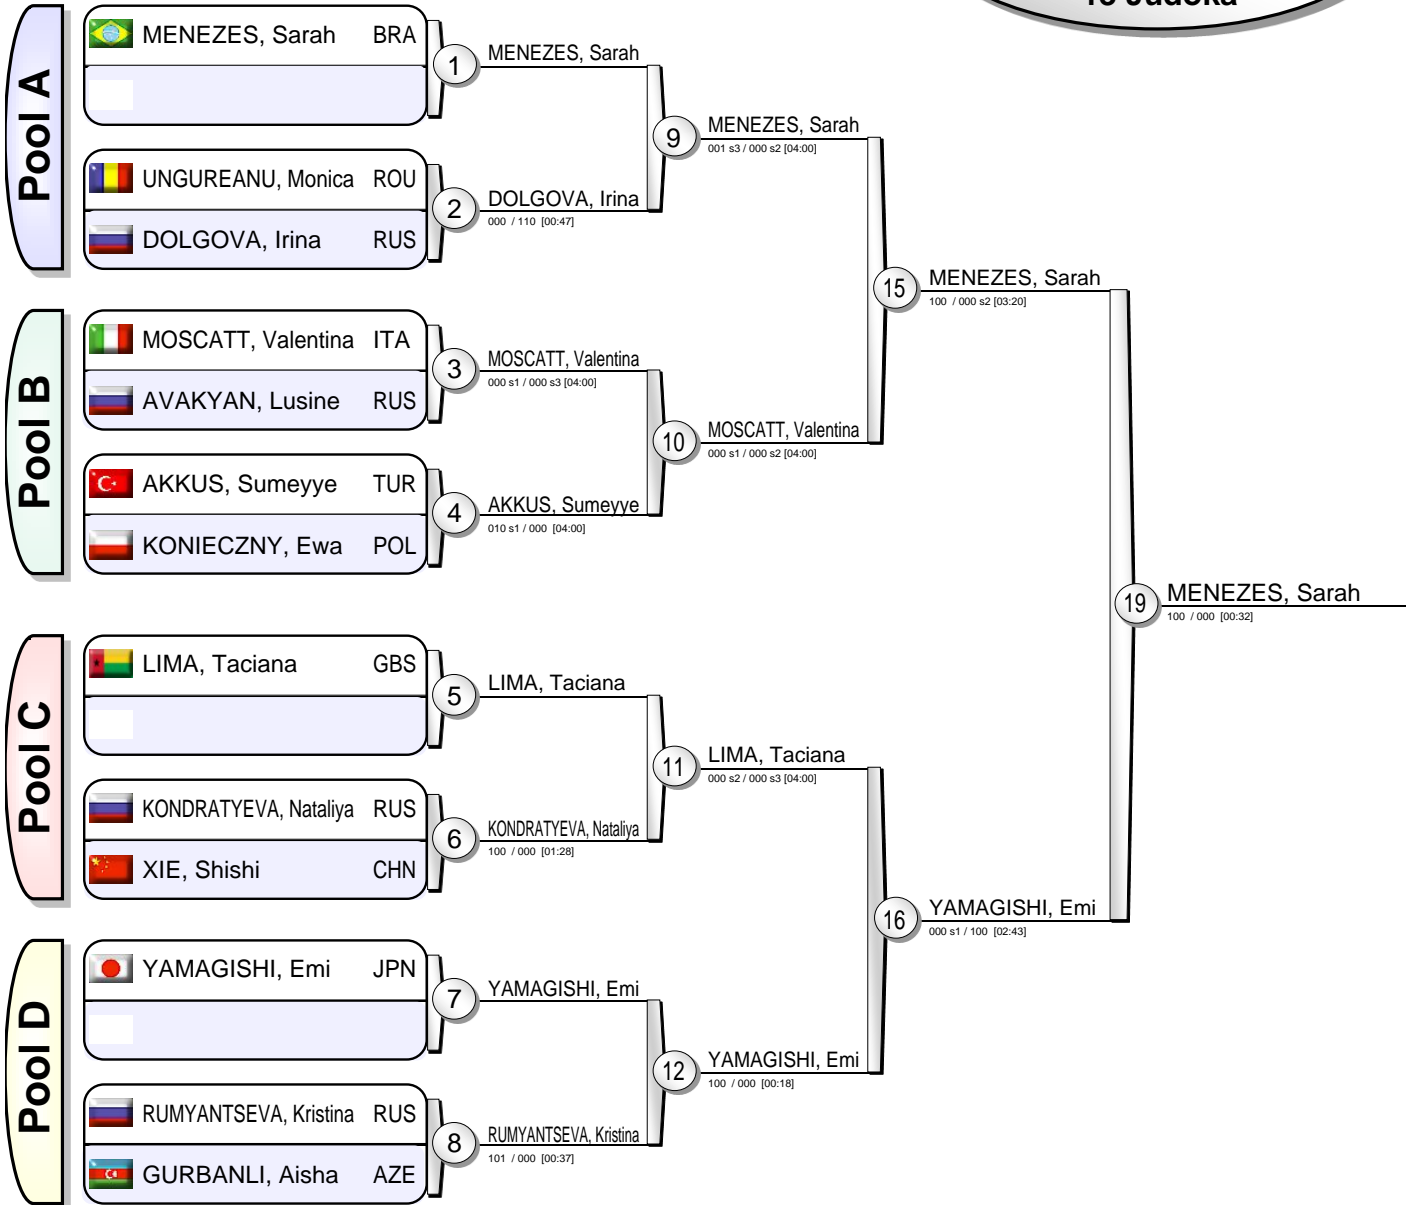 13 Judoka
Pool A
MENEZES, Sarah BRA
UNGUREANU, Monica ROU
DOLGOVA, Irina RUS
Pool B
MOSCATT, Valentina ITA
AVAKYAN, Lusine RUS
AKKUS, Sumeyye TUR
KONIECZNY, Ewa POL
Pool C
LIMA, Taciana GBS
KONDRATYEVA, Nataliya RUS
XIE, Shishi CHN
Pool D
YAMAGISHI, Emi JPN
RUMYANTSEVA, Kristina RUS
GURBANLI, Aisha AZE
1
MENEZES, Sarah
2
DOLGOVA, Irina
000 / 110 [00:47]
3
MOSCATT, Valentina
000 s1 / 000 s3 [04:00]
4
AKKUS, Sumeyye
010 s1 / 000 [04:00]
5
LIMA, Taciana
6
KONDRATYEVA, Nataliya
100 / 000 [01:28]
7
YAMAGISHI, Emi
8
RUMYANTSEVA, Kristina
101 / 000 [00:37]
9
MENEZES, Sarah
001 s3 / 000 s2 [04:00]
10
MOSCATT, Valentina
000 s1 / 000 s2 [04:00]
11
LIMA, Taciana
000 s2 / 000 s3 [04:00]
12
YAMAGISHI, Emi
100 / 000 [00:18]
15
MENEZES, Sarah
100 / 000 s2 [03:20]
16
YAMAGISHI, Emi
000 s1 / 100 [02:43]
19
MENEZES, Sarah
100 / 000 [00:32]